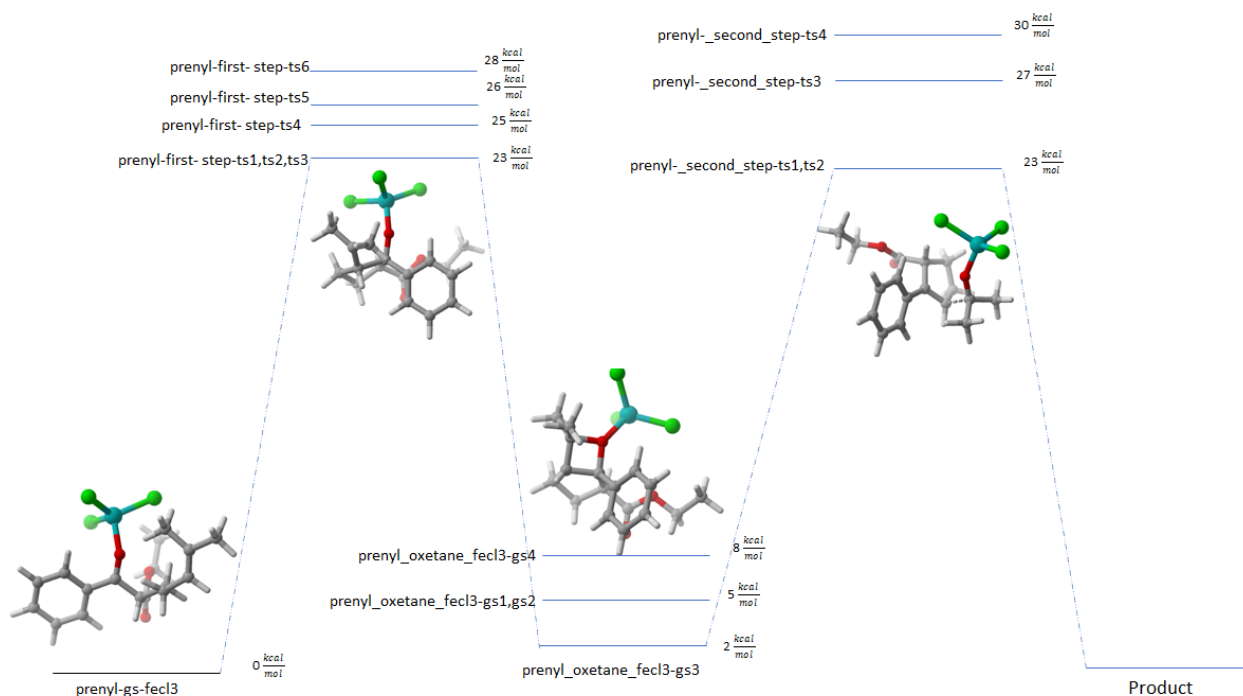 prenyl-_second_step-ts4
30 kcal/mol
prenyl-first- step-ts6
28 kcal/mol
prenyl-_second_step-ts3
27 kcal/mol
26 kcal/mol
prenyl-first- step-ts5
prenyl-first- step-ts4
25 kcal/mol
prenyl-first- step-ts1,ts2,ts3
23 kcal/mol
prenyl-_second_step-ts1,ts2
23 kcal/mol
prenyl_oxetane_fecl3-gs4
8 kcal/mol
prenyl_oxetane_fecl3-gs1,gs2
5 kcal/mol
2 kcal/mol
prenyl_oxetane_fecl3-gs3
0 kcal/mol
prenyl-gs-fecl3
Product